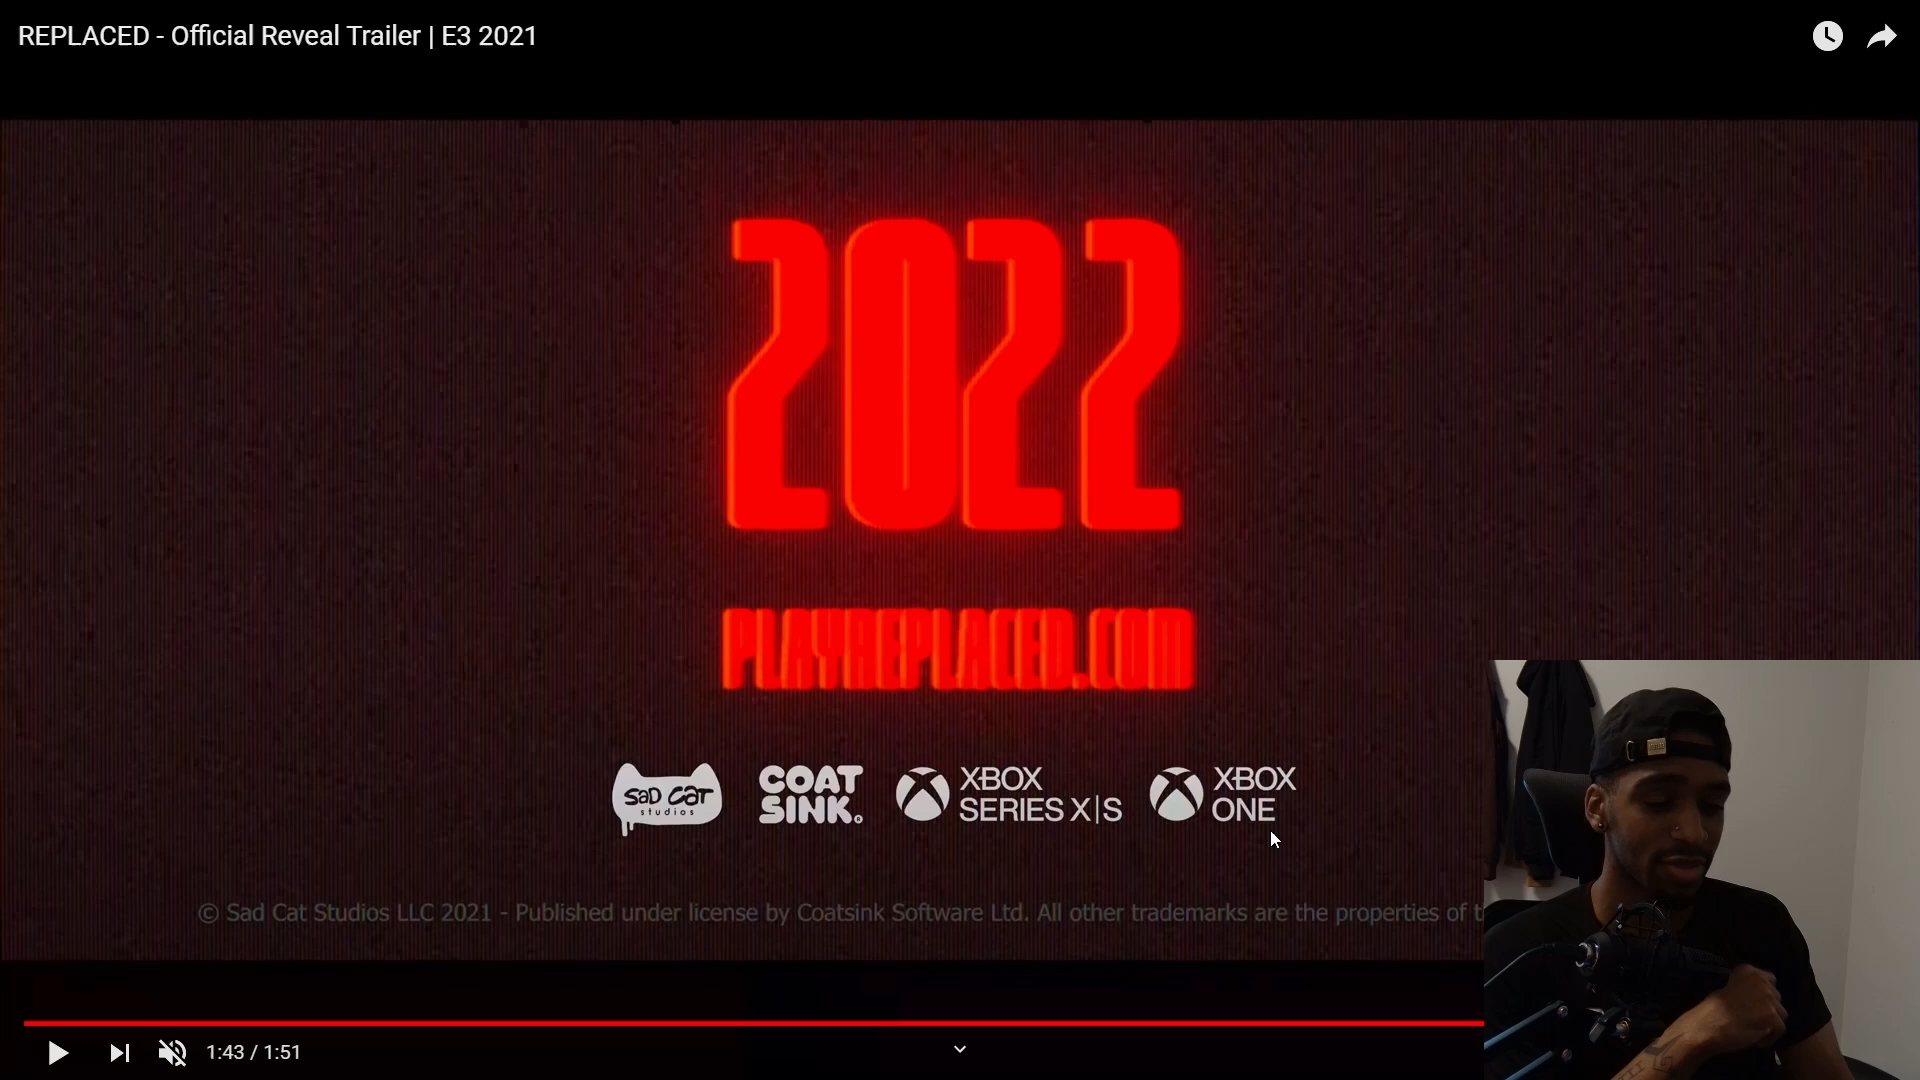 REPLACED - Official Reveal Trailer | E3 2021
2022
PLAYREPLACED.COM
SAD CAT
studios
COAT
SINK.®
XBOX
SERIES X|S
XBOX
ONE
© Sad Cat Studios LLC 2021 - Published under license by Coatsink Software Ltd. All other trademarks are the properties of
1:43 / 1:51